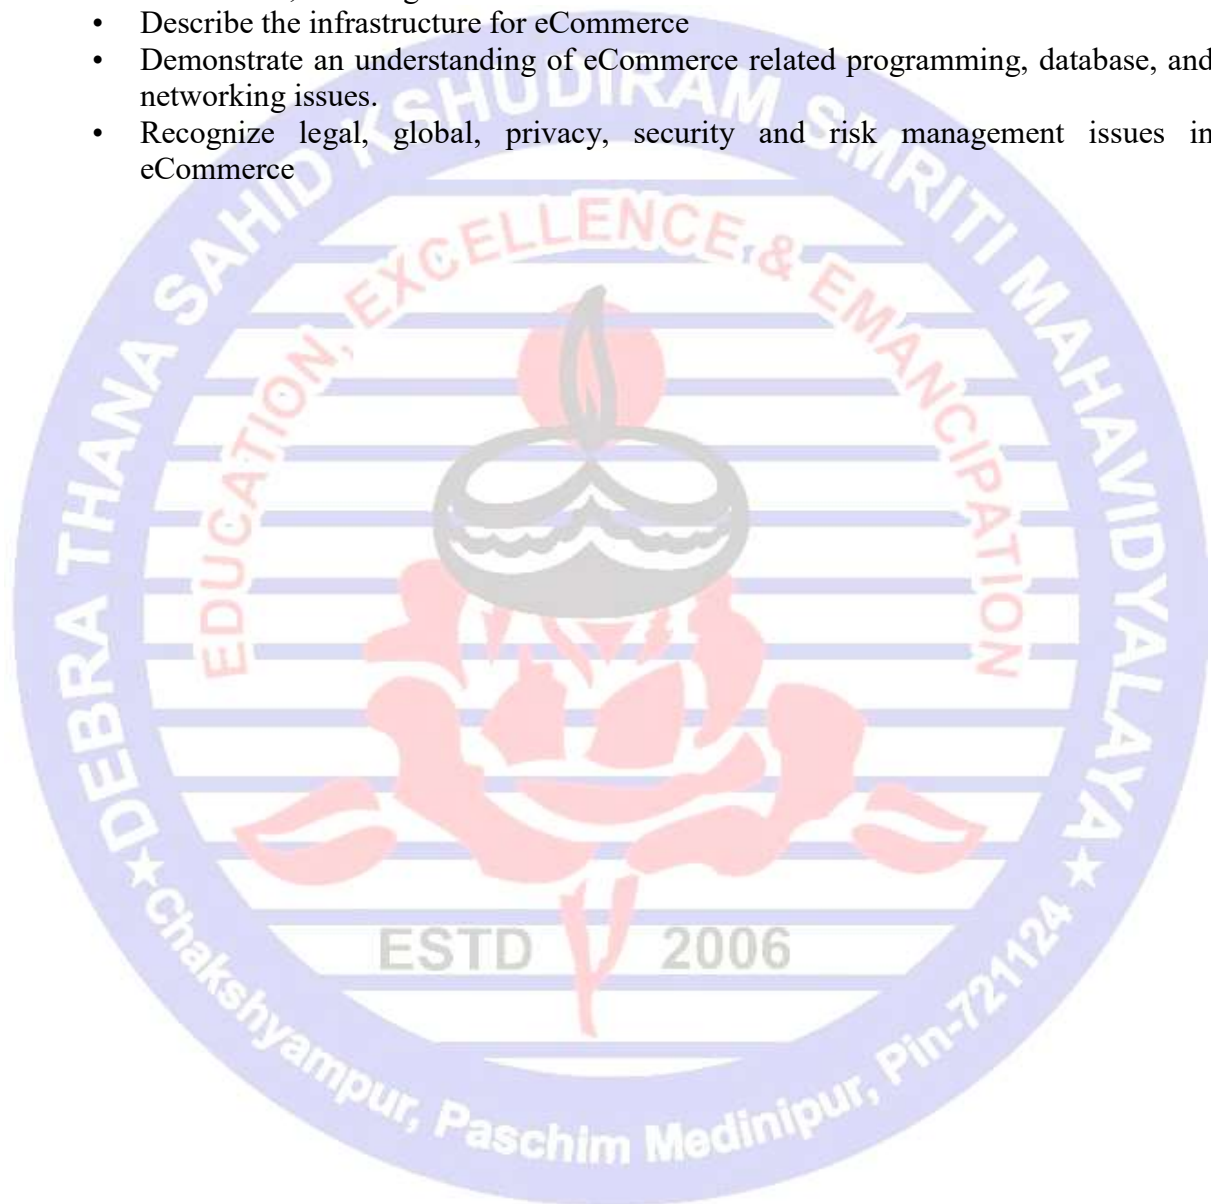 • Describe the infrastructure for eCommerce
• Demonstrate an understanding of eCommerce related programming, database, and
networking issues.
• Recognize legal, global, privacy, security and risk management issues in
eCommerce
DEBRA THANA SAHID KSHUDIRAM SMRITI MAHAVIDYALAYA
EDUCATION, EXCELLENCE & EMANCIPATION
ESTD 2006
★Chakshyampur, Paschim Medinipur, Pin-721124 ★